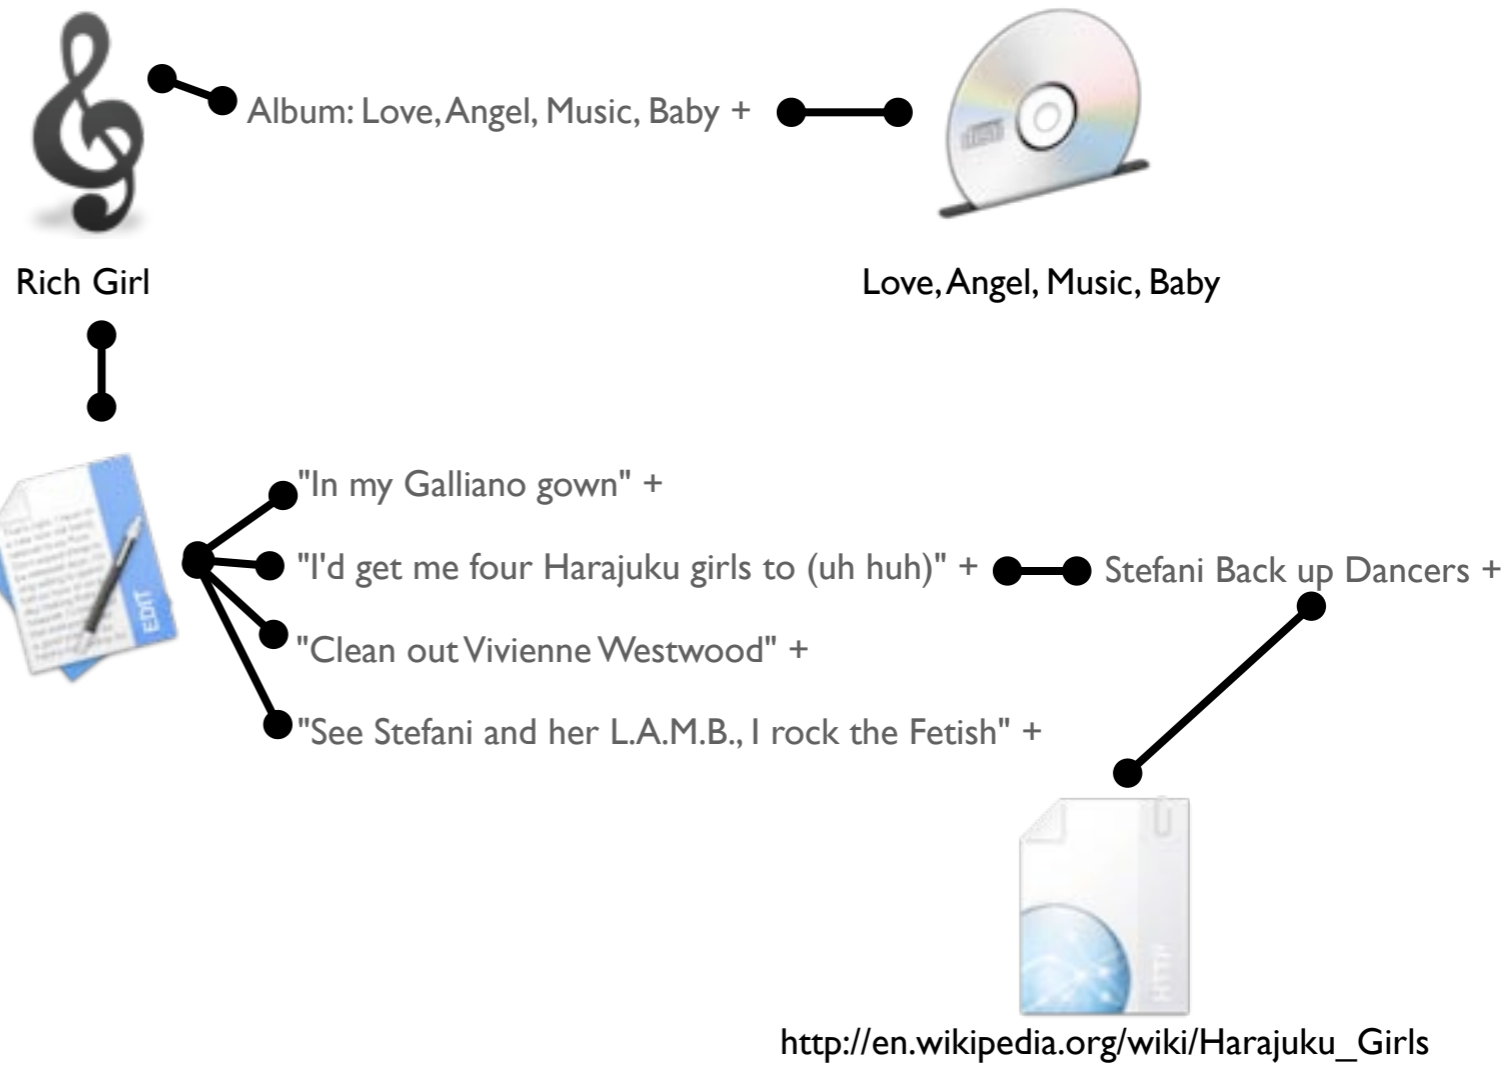 Album: Love, Angel, Music, Baby +
Rich Girl
Love, Angel, Music, Baby
"In my Galliano gown" +
"I'd get me four Harajuku girls to (uh huh)" +
Stefani Back up Dancers +
EDIT
"Clean out Vivienne Westwood" +
"See Stefani and her L.A.M.B., I rock the Fetish" +
HTTP
http://en.wikipedia.org/wiki/Harajuku_Girls